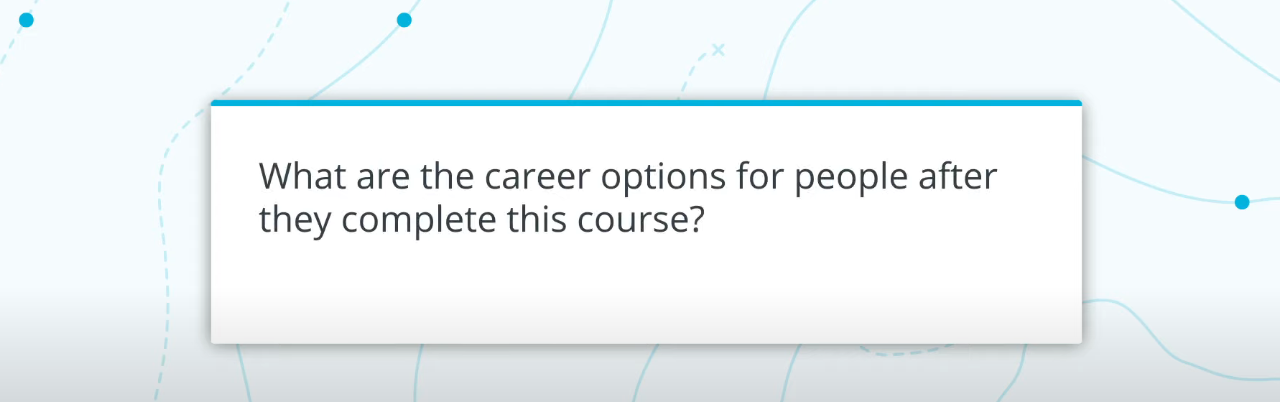 What are the career options for people after
they complete this course?